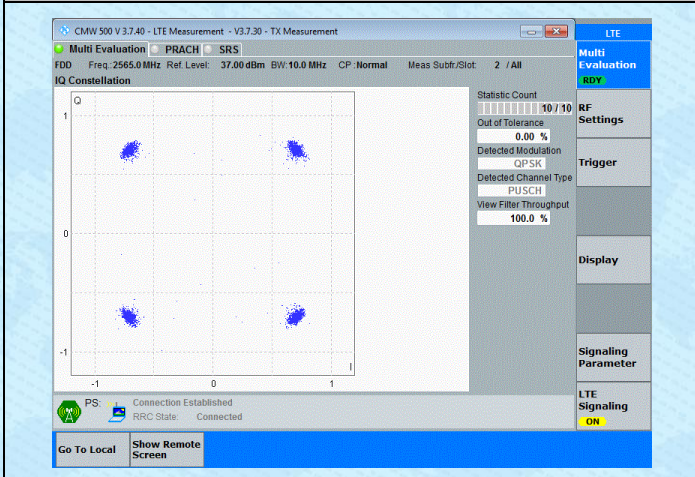 CMW 500 V 3.7.40 - LTE Measurement - V3.7.30 - TX Measurement
LTE
Multi Evaluation PRACH SRS
FDD Freq.: 2565.0 MHz Ref. Level: 37.00 dBm BW: 10.0 MHz CP : Normal Meas Subfr./Slot: 2 / All
IQ Constellation
Q
1
0
-1
-1 0 1
I
Statistic Count
10 / 10
Out of Tolerance
0.00 %
Detected Modulation
QPSK
Detected Channel Type
PUSCH
View Filter Throughput
100.0 %
Multi
Evaluation
RDY
RF
Settings
Trigger
Display
Signaling
Parameter
LTE
Signaling
ON
PS: Connection Established
RRC State: Connected
Go To Local
Show Remote
Screen